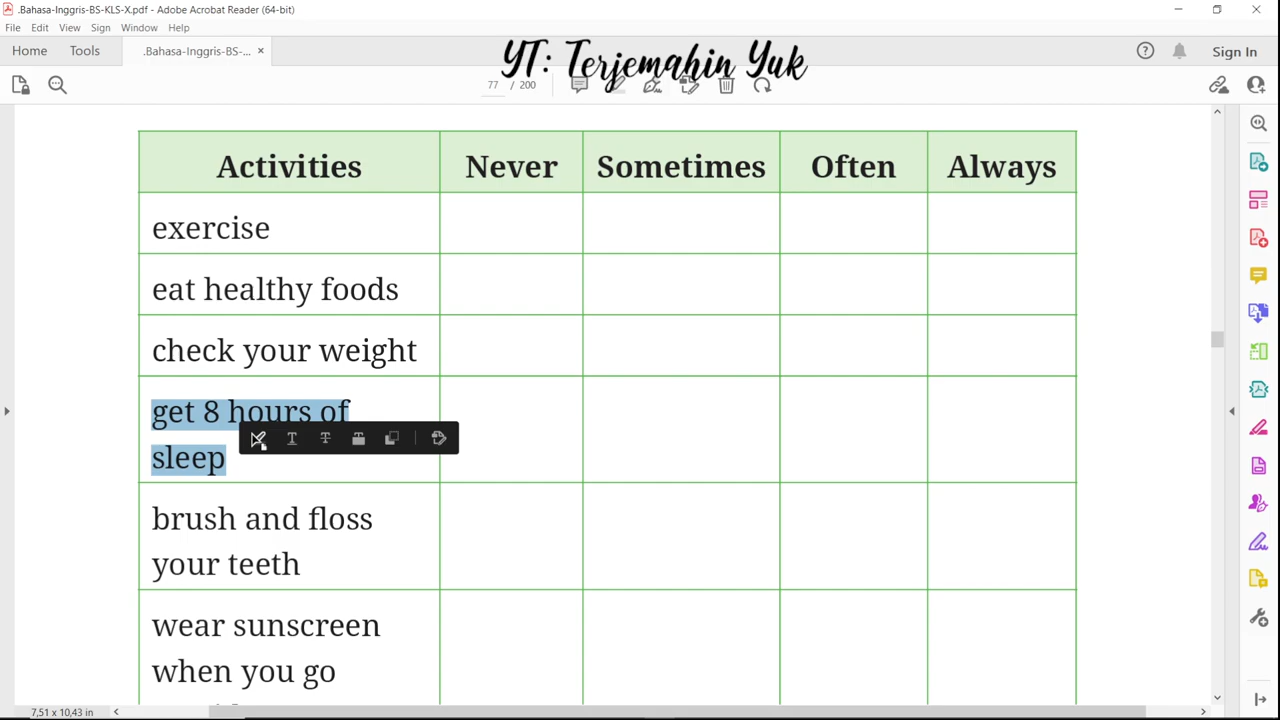 .Bahasa-Inggris-BS-KLS-X.pdf - Adobe Acrobat Reader (64-bit)
File Edit View Sign Window Help
Home Tools .Bahasa-Inggris-BS-... × Sign In
YT: Terjemahin Yuk
77 / 200
Activities Never Sometimes Often Always
exercise
eat healthy foods
check your weight
get 8 hours of
sleep
brush and floss
your teeth
wear sunscreen
when you go
7,51 x 10,43 in